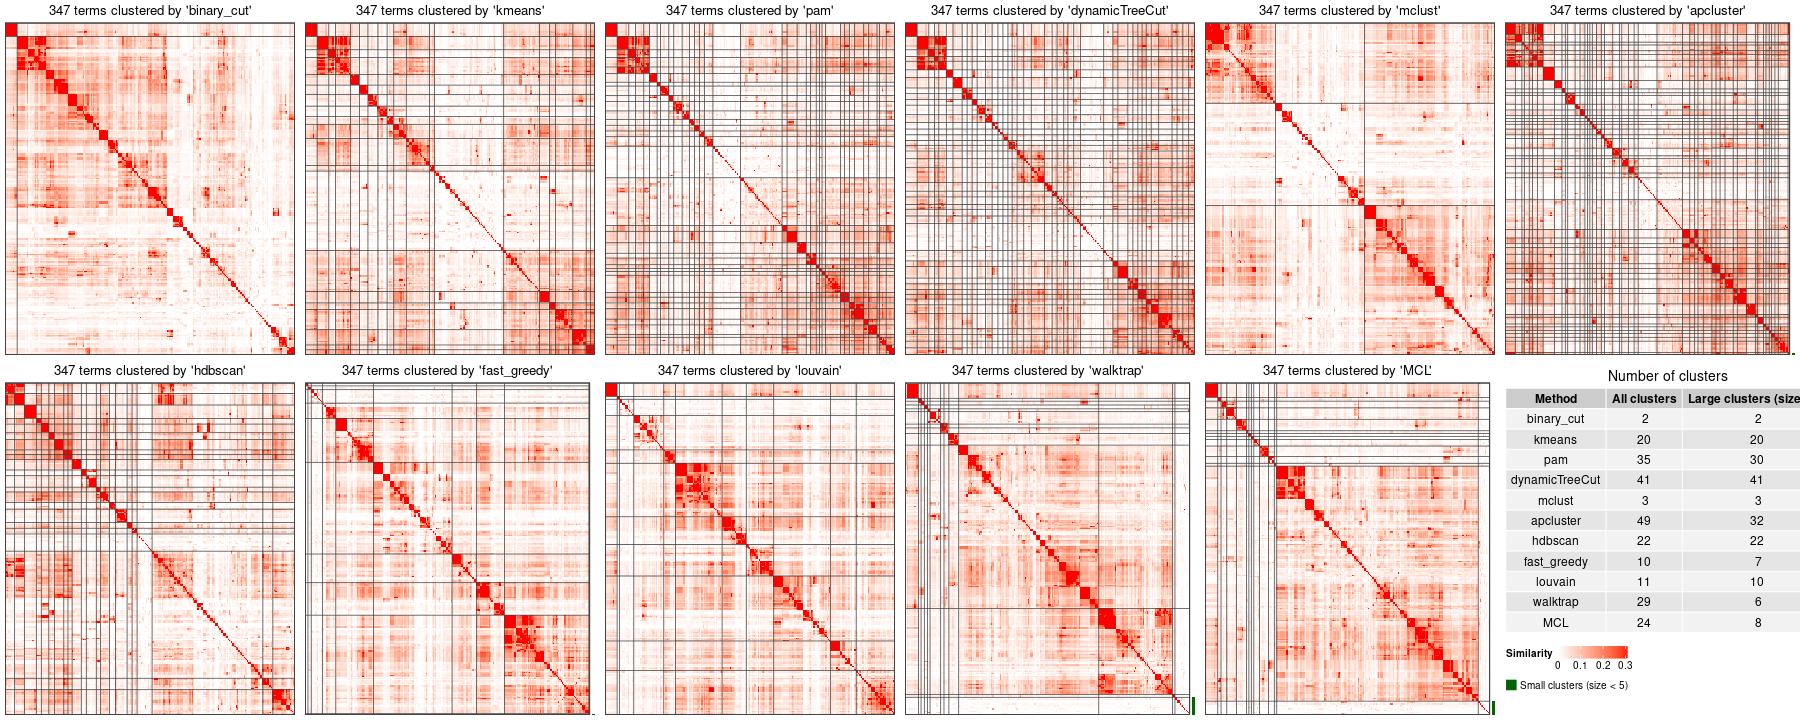 347 terms clustered by 'binary_cut'
347 terms clustered by 'kmeans'
347 terms clustered by 'pam'
347 terms clustered by 'dynamicTreeCut'
347 terms clustered by 'mclust'
347 terms clustered by 'apcluster'
347 terms clustered by 'hdbscan'
347 terms clustered by 'fast_greedy'
347 terms clustered by 'louvain'
347 terms clustered by 'walktrap'
347 terms clustered by 'MCL'
Number of clusters
Method All clusters Large clusters (size
binary_cut 2 2
kmeans 20 20
pam 35 30
dynamicTreeCut 41 41
mclust 3 3
apcluster 49 32
hdbscan 22 22
fast_greedy 10 7
louvain 11 10
walktrap 29 6
MCL 24 8
Similarity
0 0.1 0.2 0.3
Small clusters (size < 5)